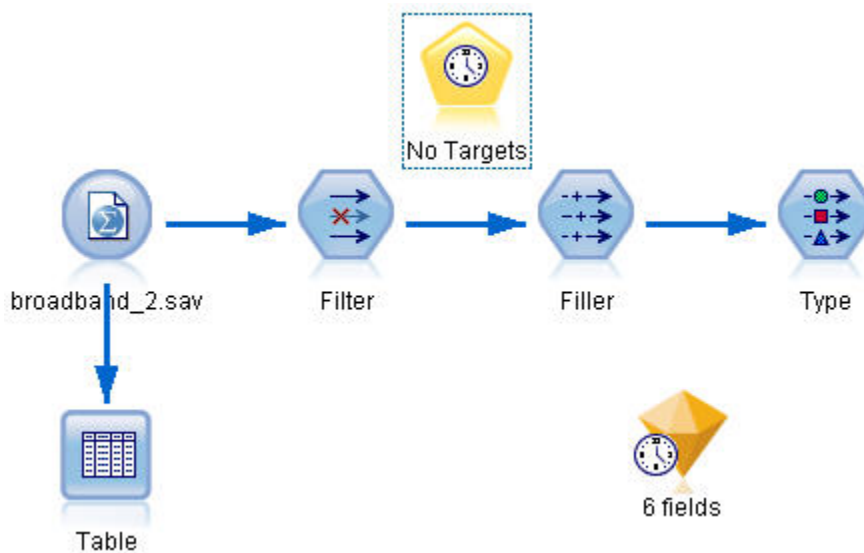 No Targets
broadband_2.sav
Filter
Filler
Type
Table
6 fields